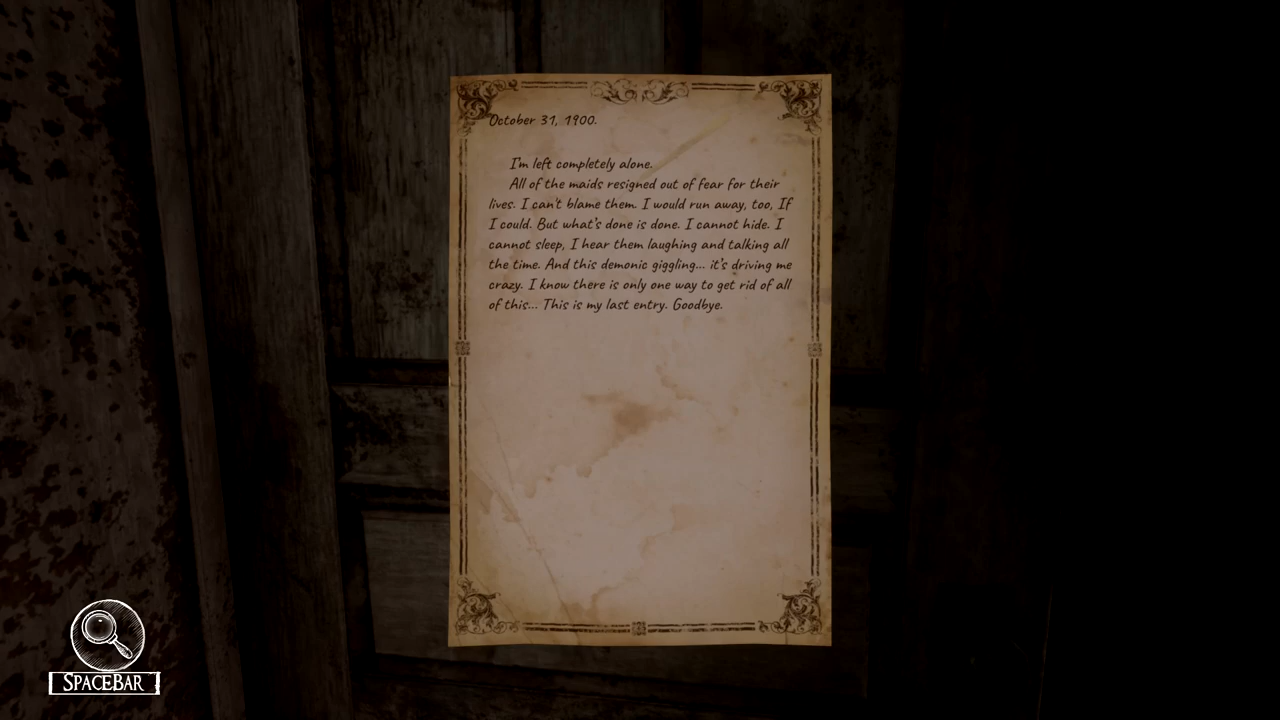 October 31, 1900.
I'm left completely alone.
All of the maids resigned out of fear for their
lives. I can't blame them. I would run away, too, If
I could. But what's done is done. I cannot hide. I
cannot sleep, I hear them laughing and talking all
the time. And this demonic giggling... it's driving me
crazy. I know there is only one way to get rid of all
of this... This is my last entry. Goodbye.
SPACEBAR